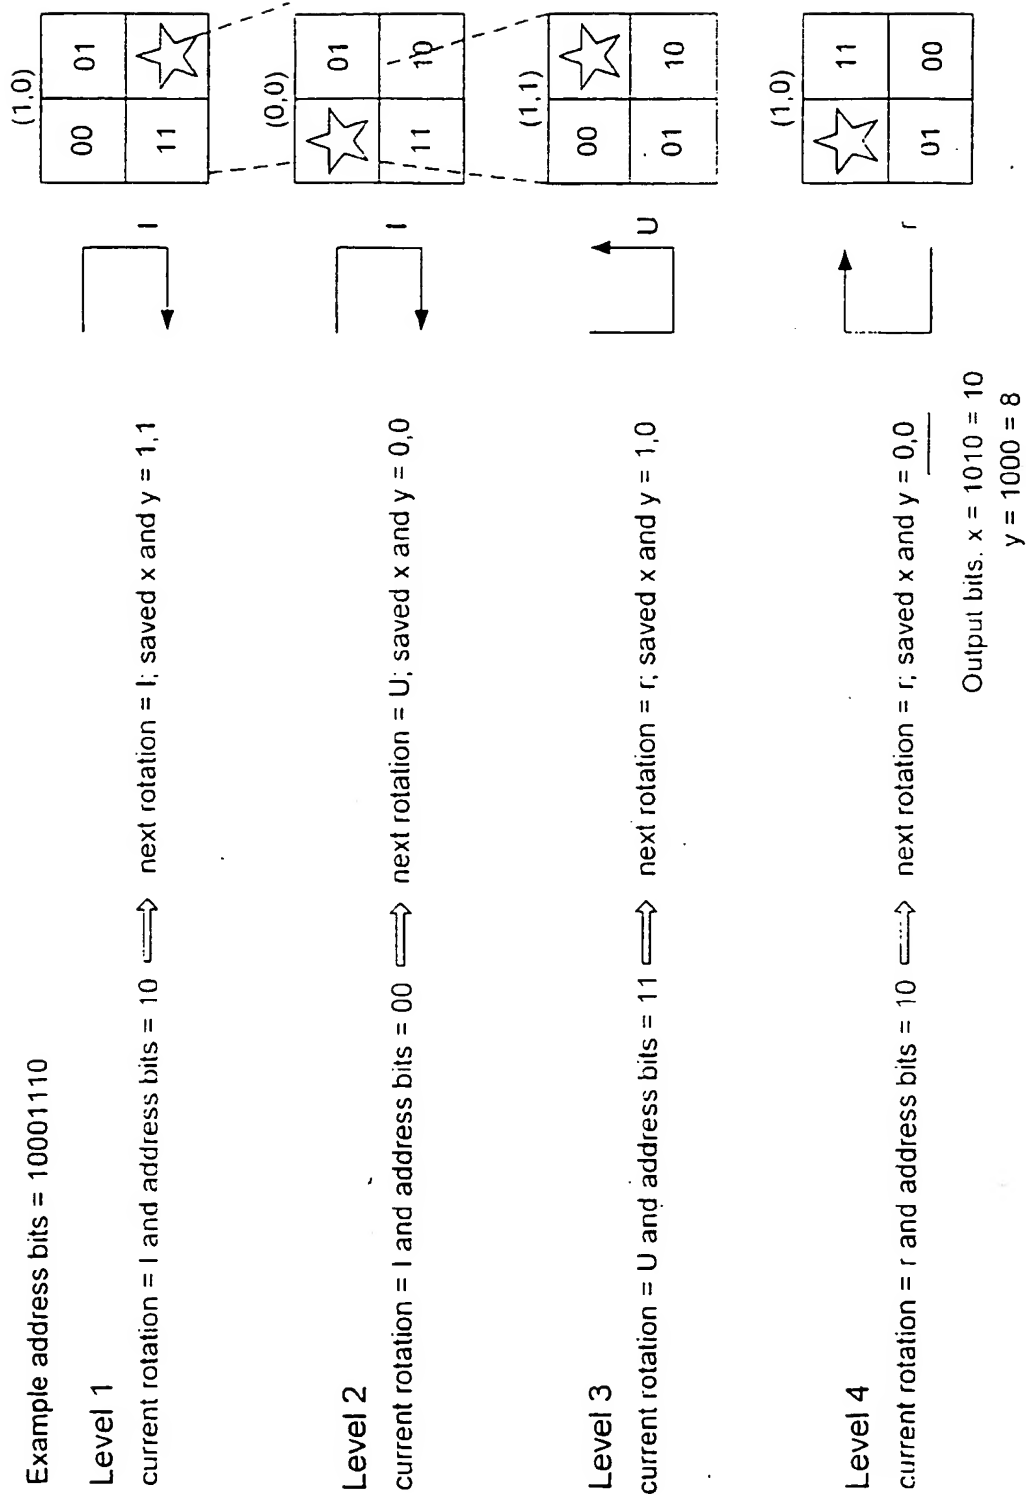 Example address bits = 10001110
(1,0)
Level 1
00 01
current rotation = l and address bits = 10 ⇒ next rotation = l; saved x and y = 1,1
l
11
(0,0)
Level 2
01
current rotation = l and address bits = 00 ⇒ next rotation = U; saved x and y = 0,0
l
11 10
(1,1)
Level 3
00
current rotation = U and address bits = 11 ⇒ next rotation = r; saved x and y = 1,0
U
01 10
(1,0)
Level 4
11
current rotation = r and address bits = 10 ⇒ next rotation = r; saved x and y = 0,0
r
01 00
Output bits. x = 1010 = 10
y = 1000 = 8